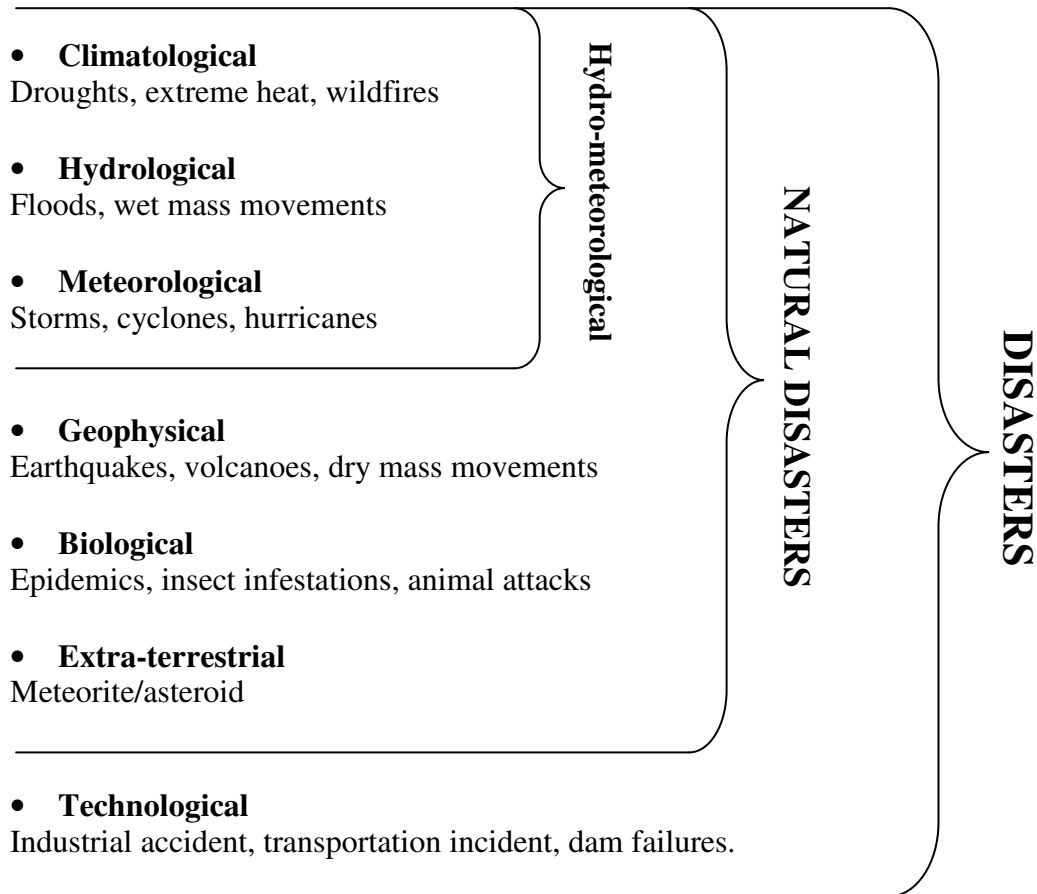 • Climatological
Droughts, extreme heat, wildfires
• Hydrological
Floods, wet mass movements
• Meteorological
Storms, cyclones, hurricanes
Hydro-meteorological
• Geophysical
Earthquakes, volcanoes, dry mass movements
• Biological
Epidemics, insect infestations, animal attacks
• Extra-terrestrial
Meteorite/asteroid
NATURAL DISASTERS
• Technological
Industrial accident, transportation incident, dam failures.
DISASTERS